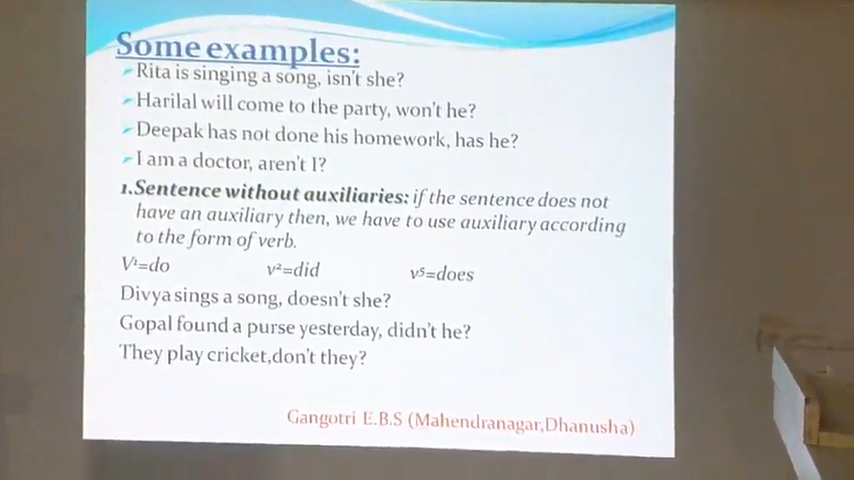 Some examples:
Rita is singing a song, isn't she?
Harilal will come to the party, won't he?
Deepak has not done his homework, has he?
I am a doctor, aren't I?
1.Sentence without auxiliaries: if the sentence does not
have an auxiliary then, we have to use auxiliary according
to the form of verb.
V¹=do v²=did v⁵=does
Divya sings a song, doesn't she?
Gopal found a purse yesterday, didn't he?
They play cricket,don't they?
Gangotri E.B.S (Mahendranagar,Dhanusha)